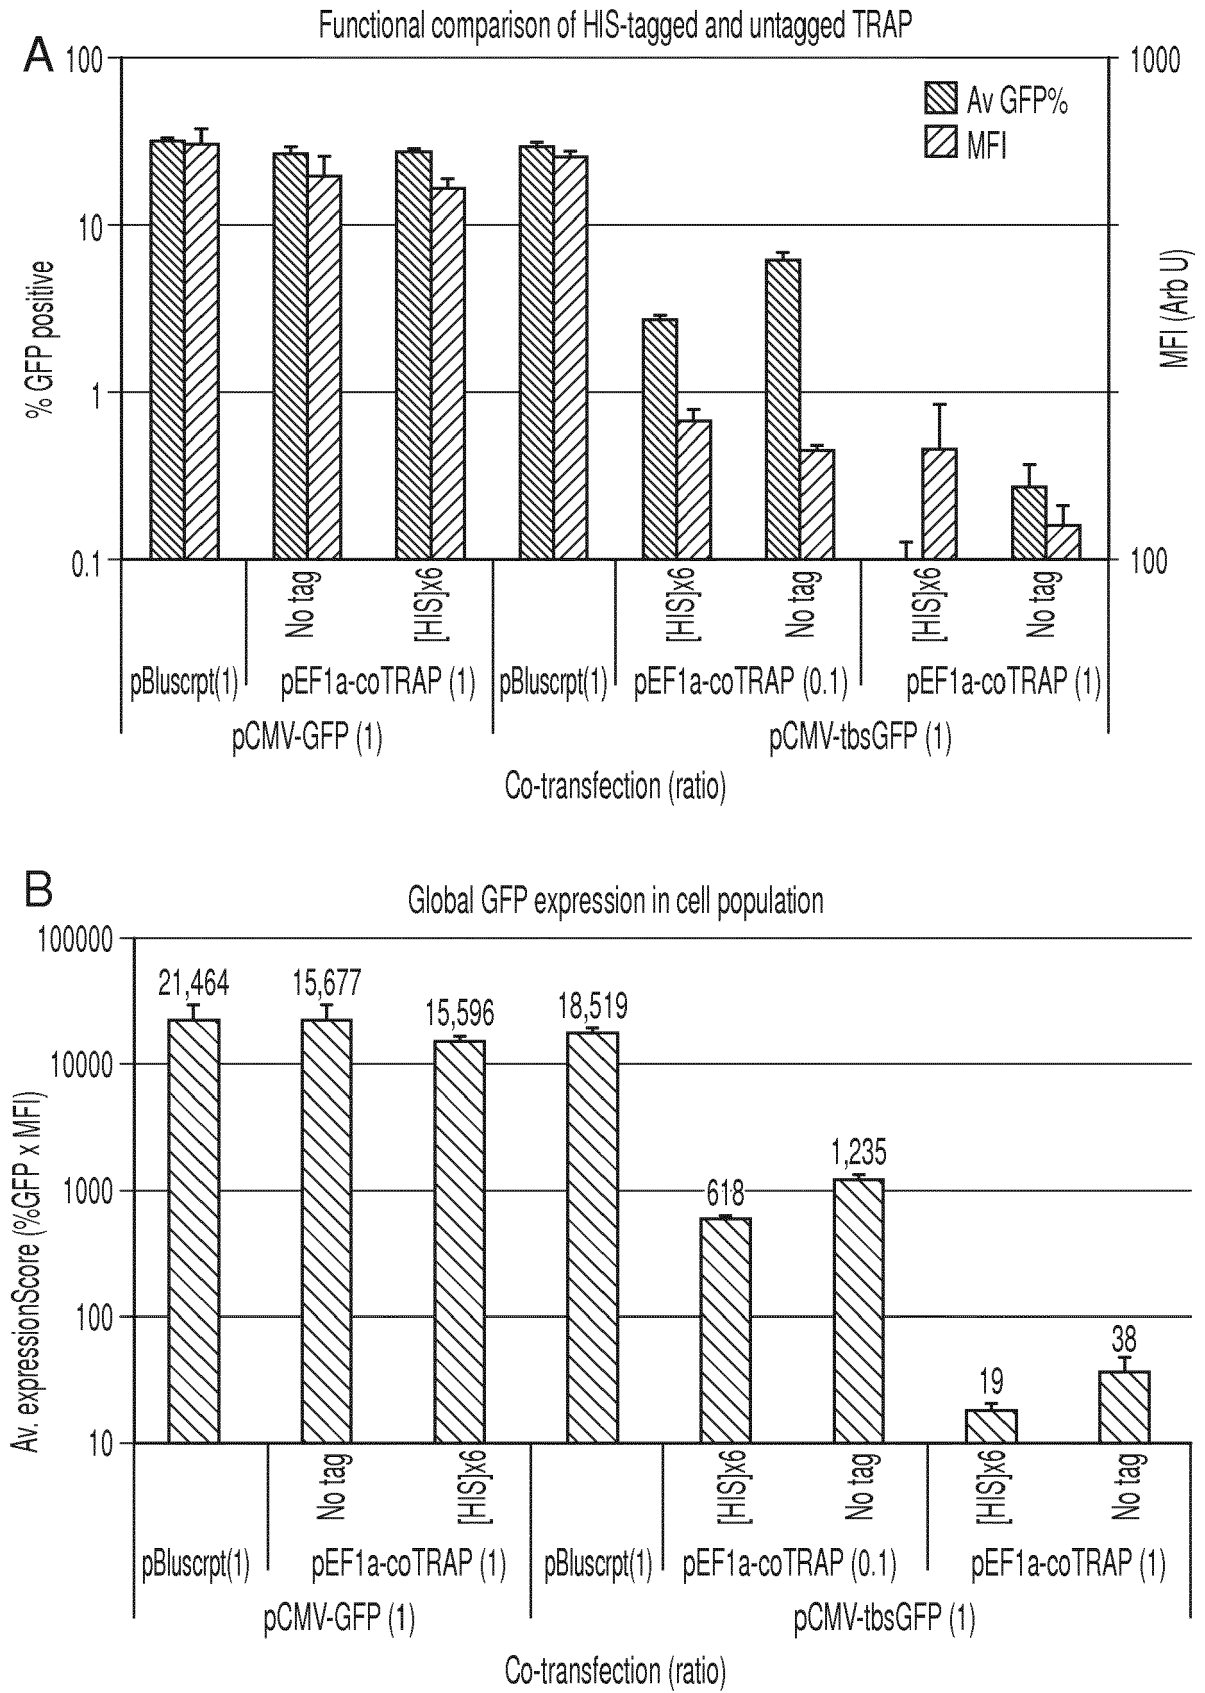 A
Functional comparison of HIS-tagged and untagged TRAP
100
10
1
0.1
% GFP positive
1000
100
MFI (Arb U)
Av GFP%
MFI
No tag
[HIS]x6
[HIS]x6
No tag
[HIS]x6
No tag
pBluscrpt(1)
pEF1a-coTRAP (1)
pBluscrpt(1)
pEF1a-coTRAP (0.1)
pEF1a-coTRAP (1)
pCMV-GFP (1)
pCMV-tbsGFP (1)
Co-transfection (ratio)
B
Global GFP expression in cell population
100000
10000
1000
100
10
Av. expressionScore (%GFP x MFI)
21,464
15,677
15,596
18,519
618
1,235
19
38
No tag
[HIS]x6
[HIS]x6
No tag
[HIS]x6
No tag
pBluscrpt(1)
pEF1a-coTRAP (1)
pBluscrpt(1)
pEF1a-coTRAP (0.1)
pEF1a-coTRAP (1)
pCMV-GFP (1)
pCMV-tbsGFP (1)
Co-transfection (ratio)